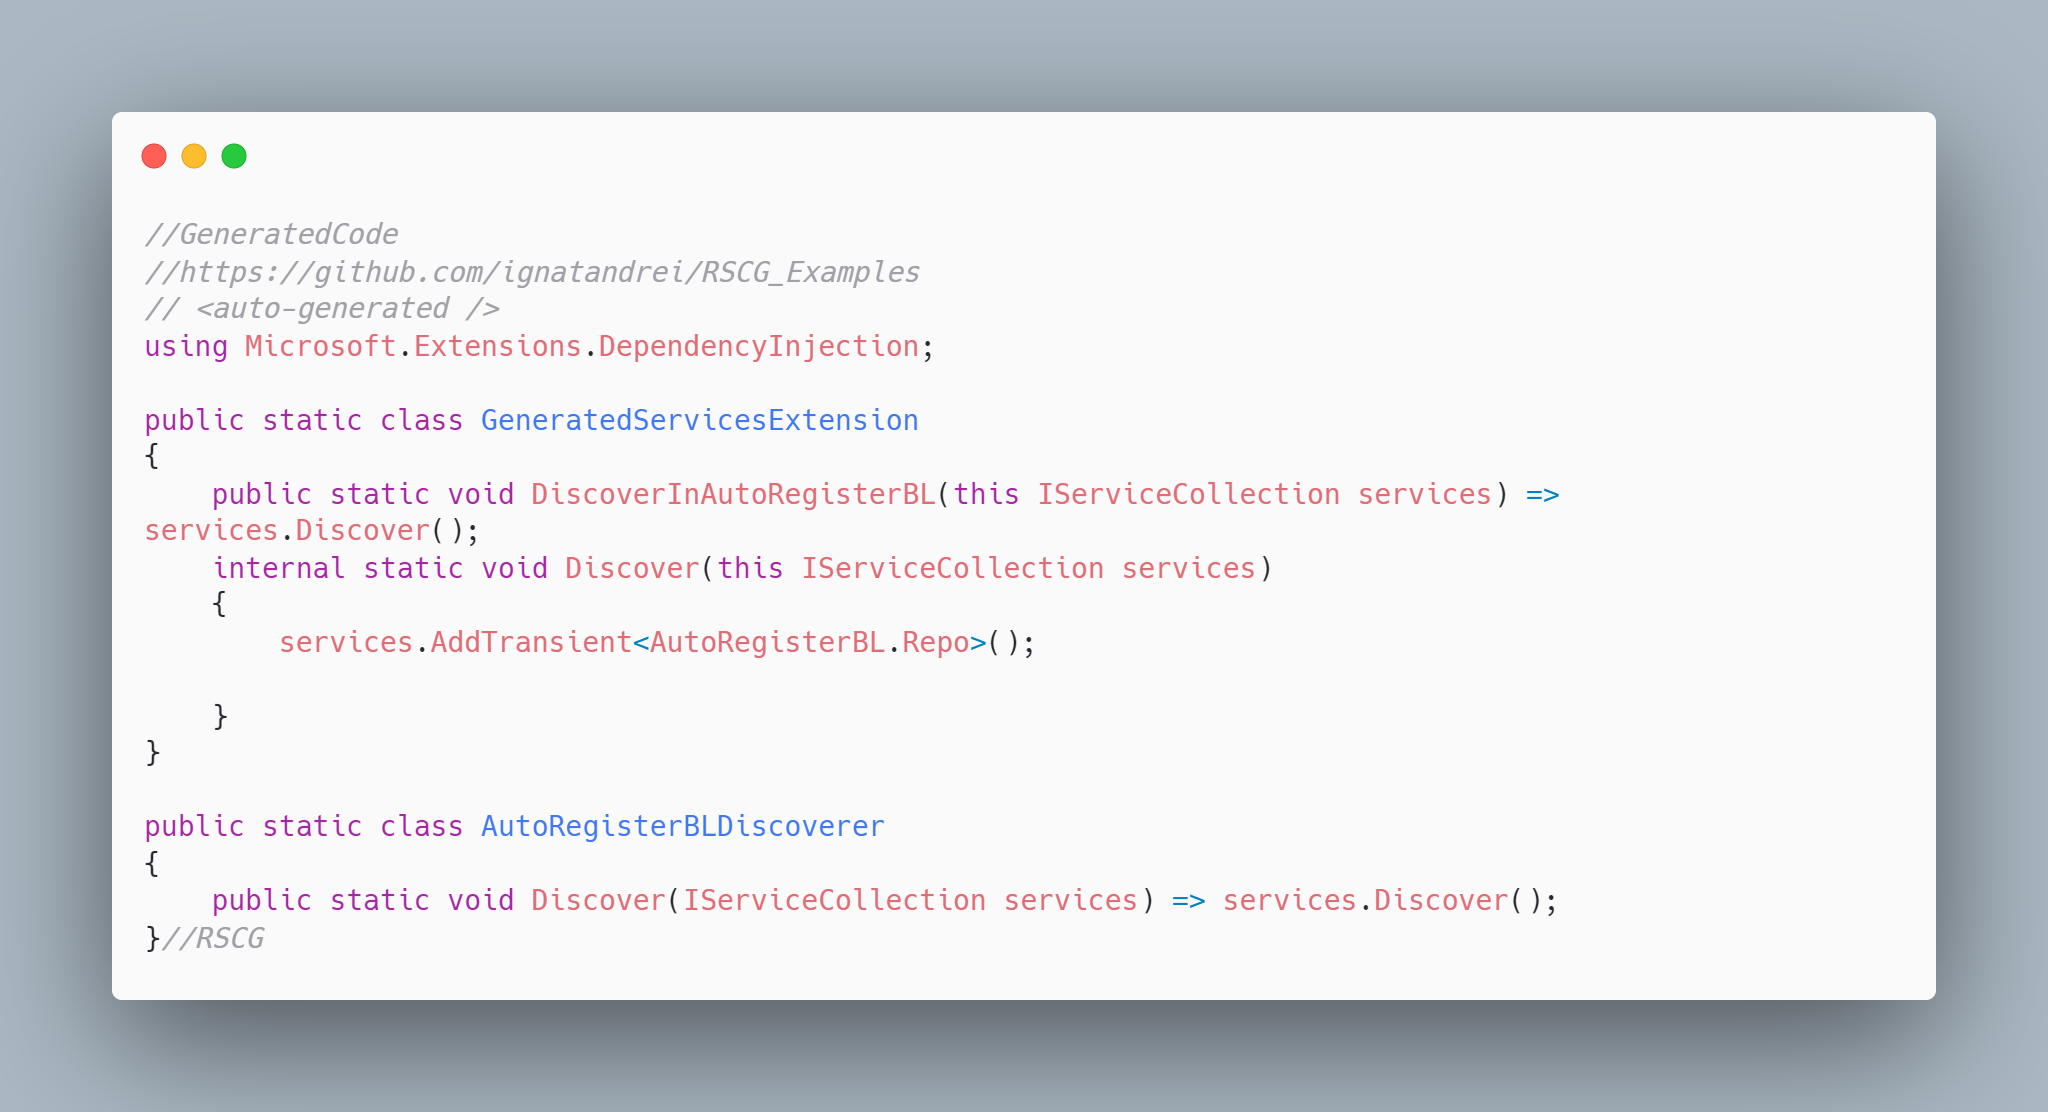 //GeneratedCode
//https://github.com/ignatandrei/RSCG_Examples
// <auto-generated />
using Microsoft.Extensions.DependencyInjection;
public static class GeneratedServicesExtension
{
    public static void DiscoverInAutoRegisterBL(this IServiceCollection services) =>
services.Discover();
    internal static void Discover(this IServiceCollection services)
    {
        services.AddTransient<AutoRegisterBL.Repo>();
    }
}
public static class AutoRegisterBLDiscoverer
{
    public static void Discover(IServiceCollection services) => services.Discover();
}//RSCG